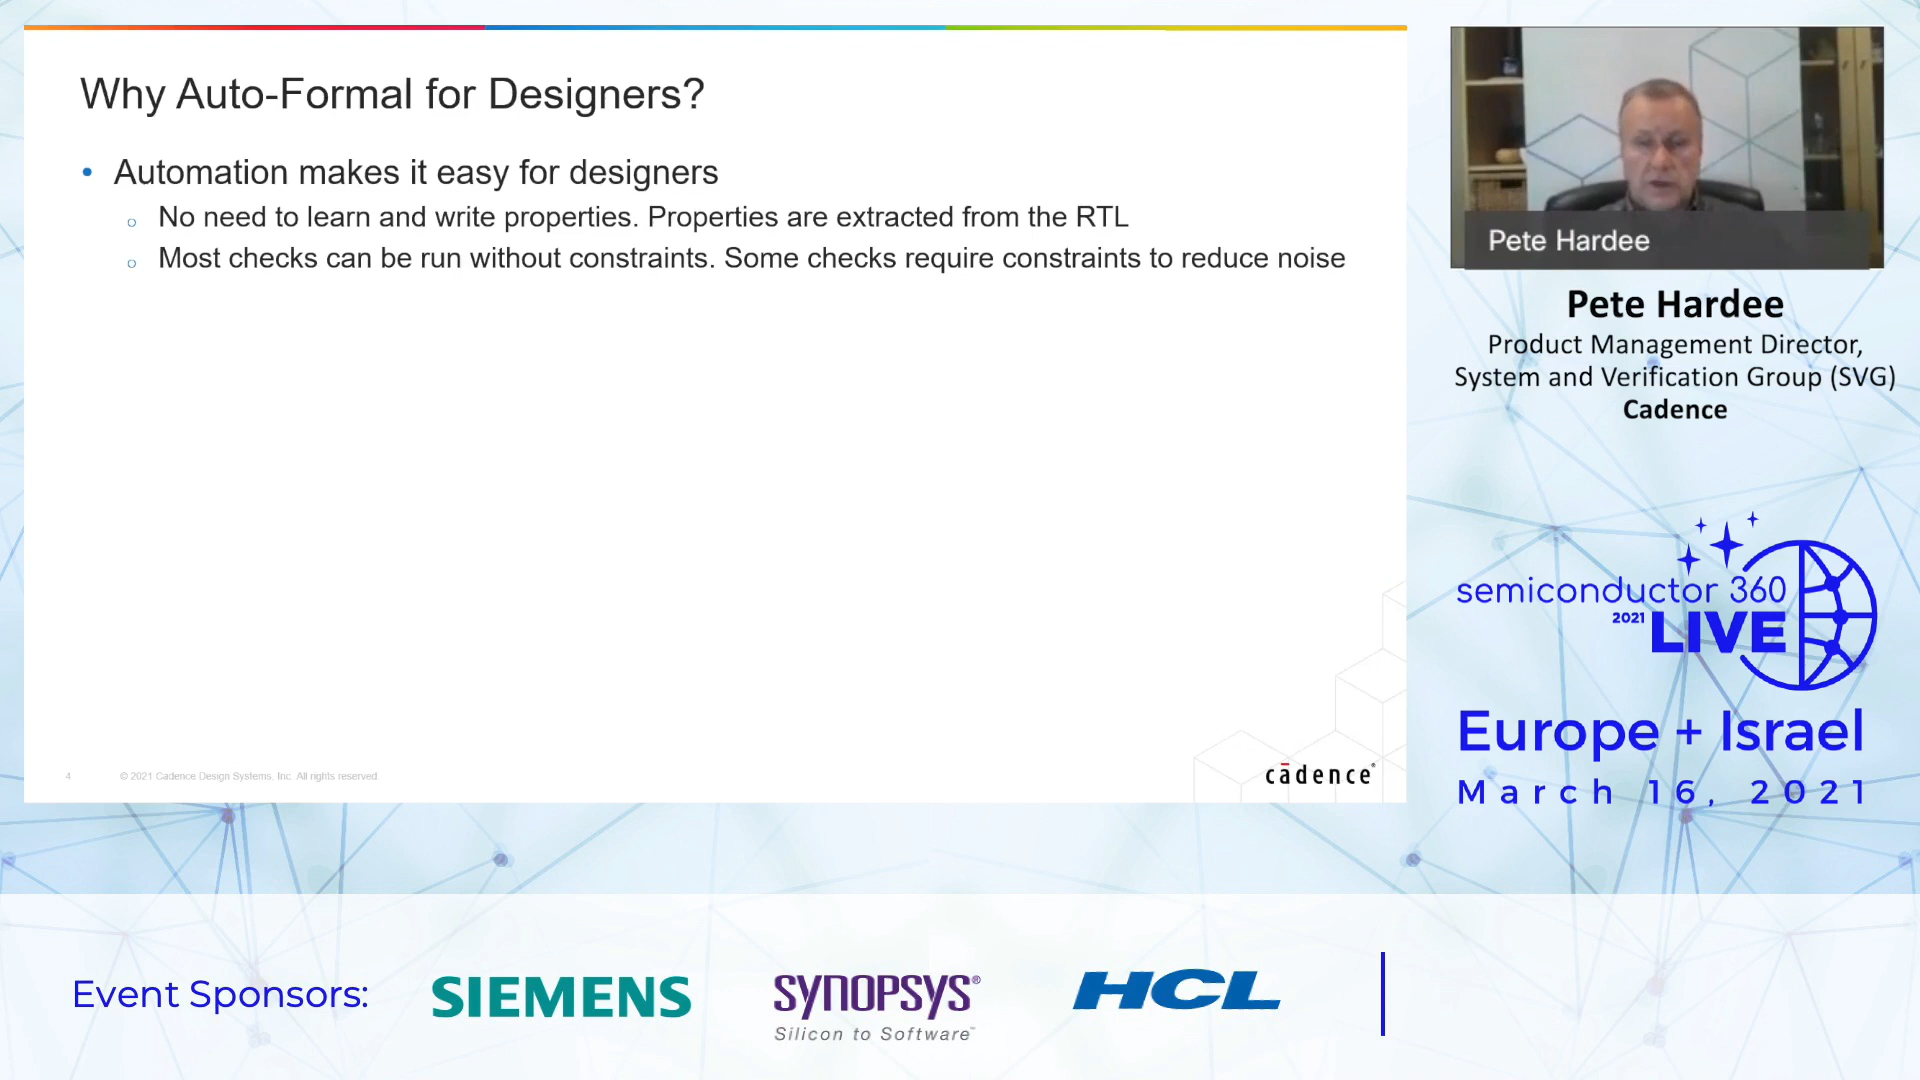 Why Auto-Formal for Designers?
• Automation makes it easy for designers
o No need to learn and write properties. Properties are extracted from the RTL
o Most checks can be run without constraints. Some checks require constraints to reduce noise
4
© 2021 Cadence Design Systems, Inc. All rights reserved.
cādence®
Pete Hardee
Pete Hardee
Product Management Director,
System and Verification Group (SVG)
Cadence
semiconductor 360
2021 LIVE
Europe + Israel
March 16, 2021
Event Sponsors:
SIEMENS
SYNOPSYS®
Silicon to Software™
HCL